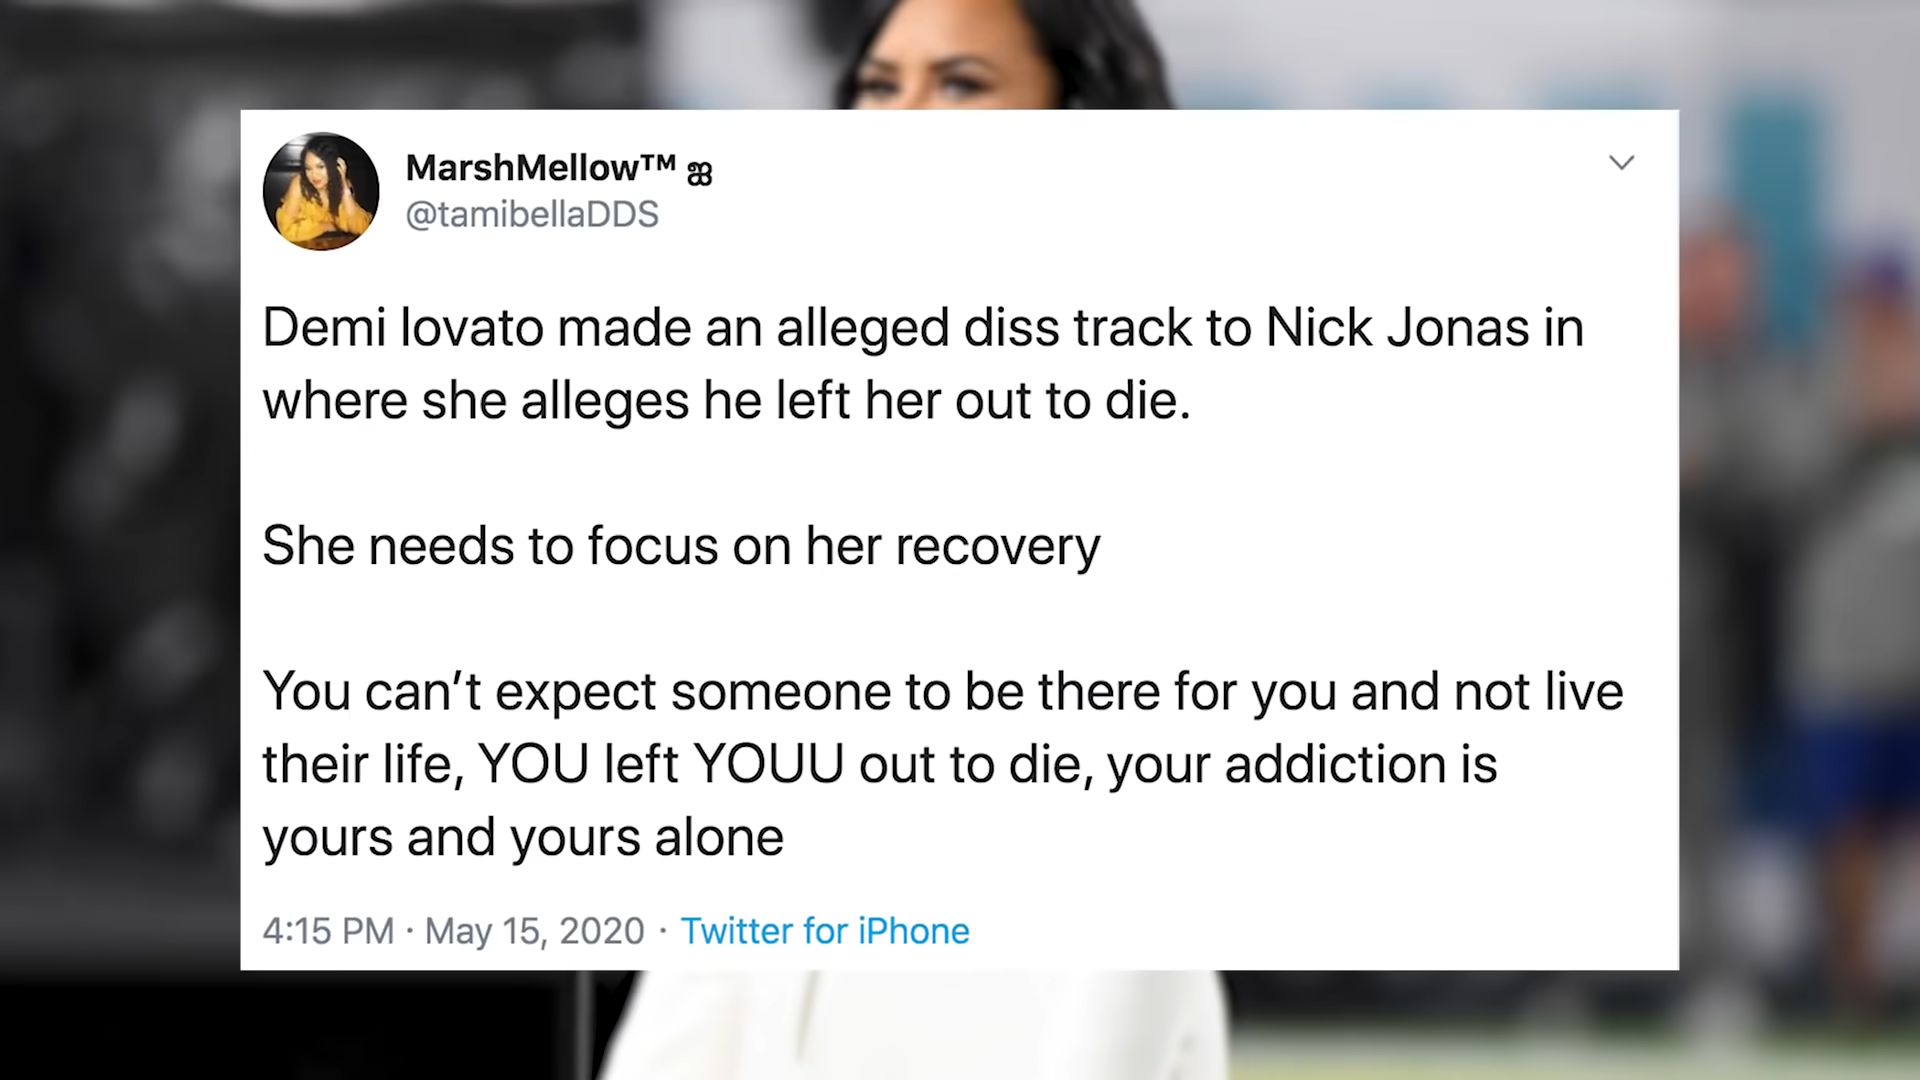 MarshMellow™ ஐ
@tamibellaDDS
Demi lovato made an alleged diss track to Nick Jonas in
where she alleges he left her out to die.
She needs to focus on her recovery
You can’t expect someone to be there for you and not live
their life, YOU left YOUU out to die, your addiction is
yours and yours alone
4:15 PM · May 15, 2020 · Twitter for iPhone